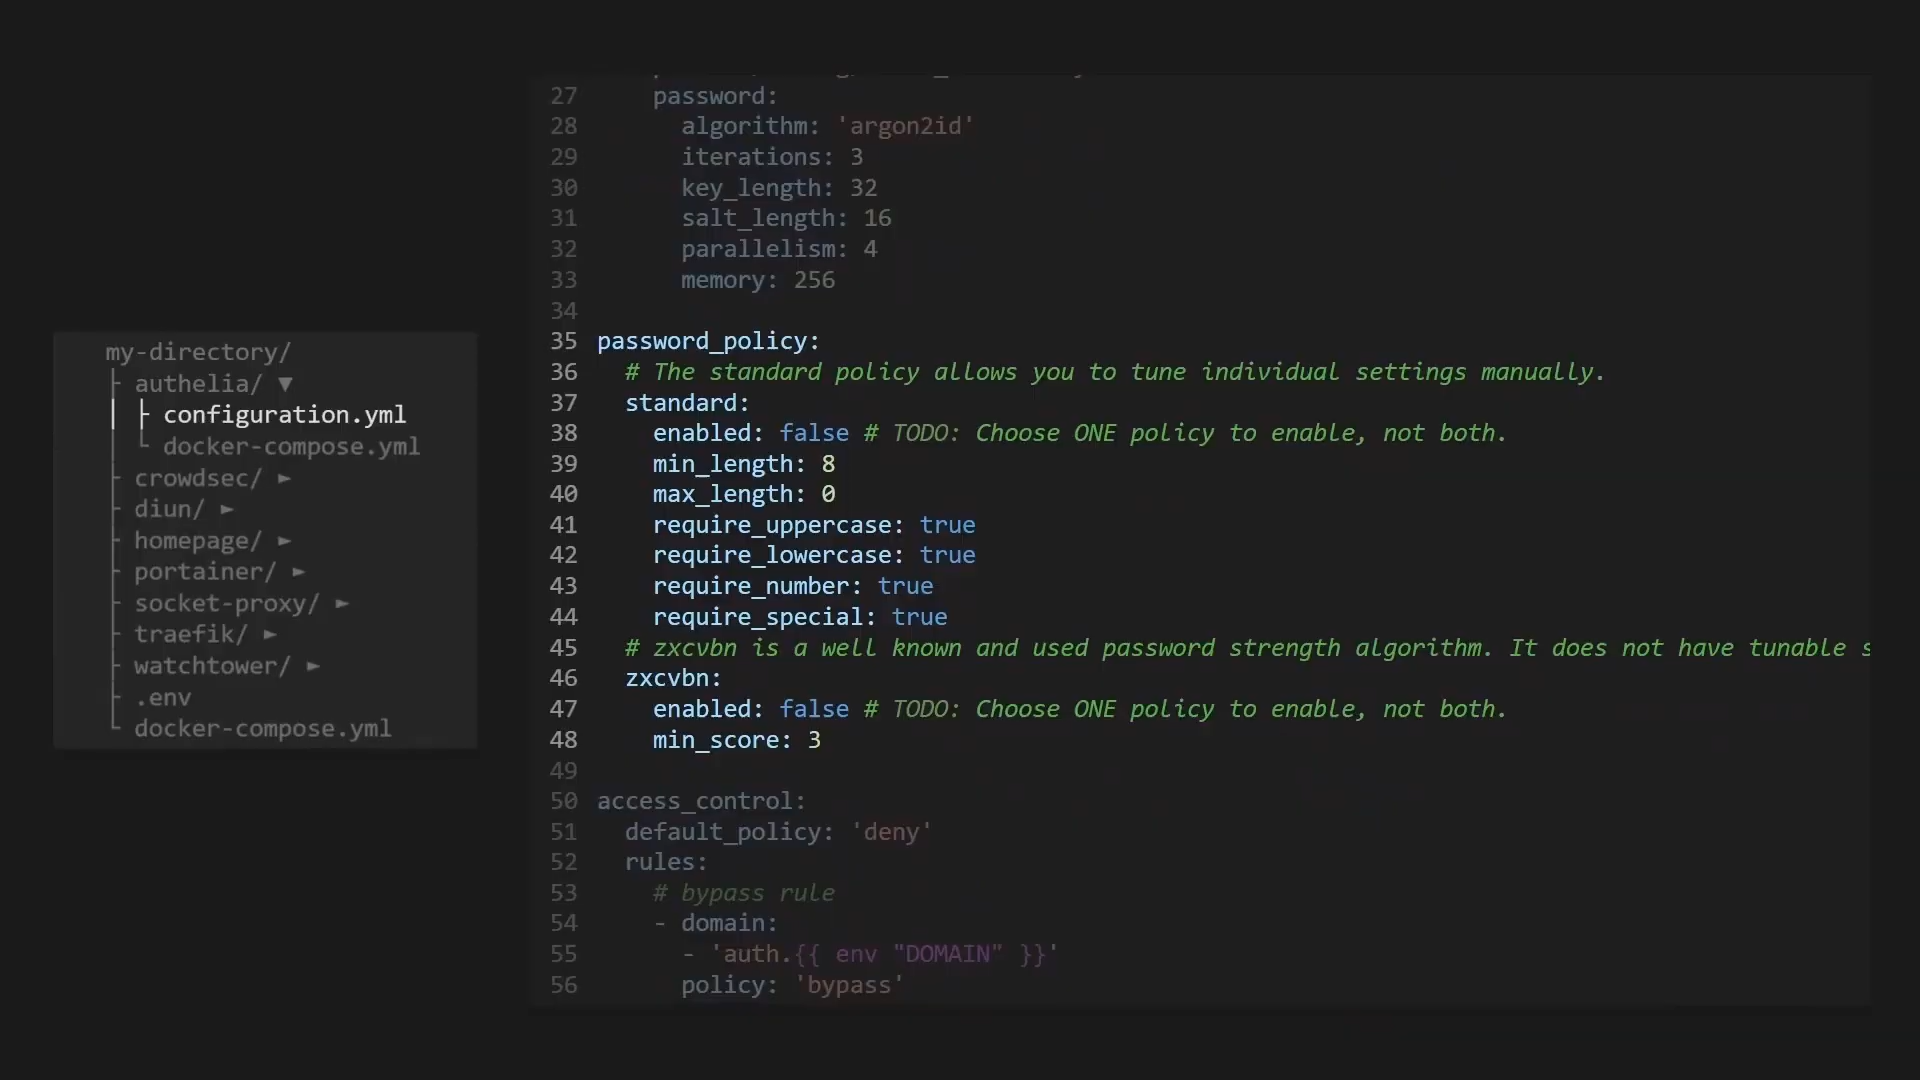 my-directory/
authelia/ ▼
configuration.yml
docker-compose.yml
crowdsec/ ►
diun/ ►
homepage/ ►
portainer/ ►
socket-proxy/ ►
traefik/ ►
watchtower/ ►
.env
docker-compose.yml
27 password:
28 algorithm: 'argon2id'
29 iterations: 3
30 key_length: 32
31 salt_length: 16
32 parallelism: 4
33 memory: 256
34
35 password_policy:
36 # The standard policy allows you to tune individual settings manually.
37 standard:
38 enabled: false # TODO: Choose ONE policy to enable, not both.
39 min_length: 8
40 max_length: 0
41 require_uppercase: true
42 require_lowercase: true
43 require_number: true
44 require_special: true
45 # zxcvbn is a well known and used password strength algorithm. It does not have tunable
46 zxcvbn:
47 enabled: false # TODO: Choose ONE policy to enable, not both.
48 min_score: 3
49
50 access_control:
51 default_policy: 'deny'
52 rules:
53 # bypass rule
54 - domain:
55 - 'auth.{{ env "DOMAIN" }}'
56 policy: 'bypass'